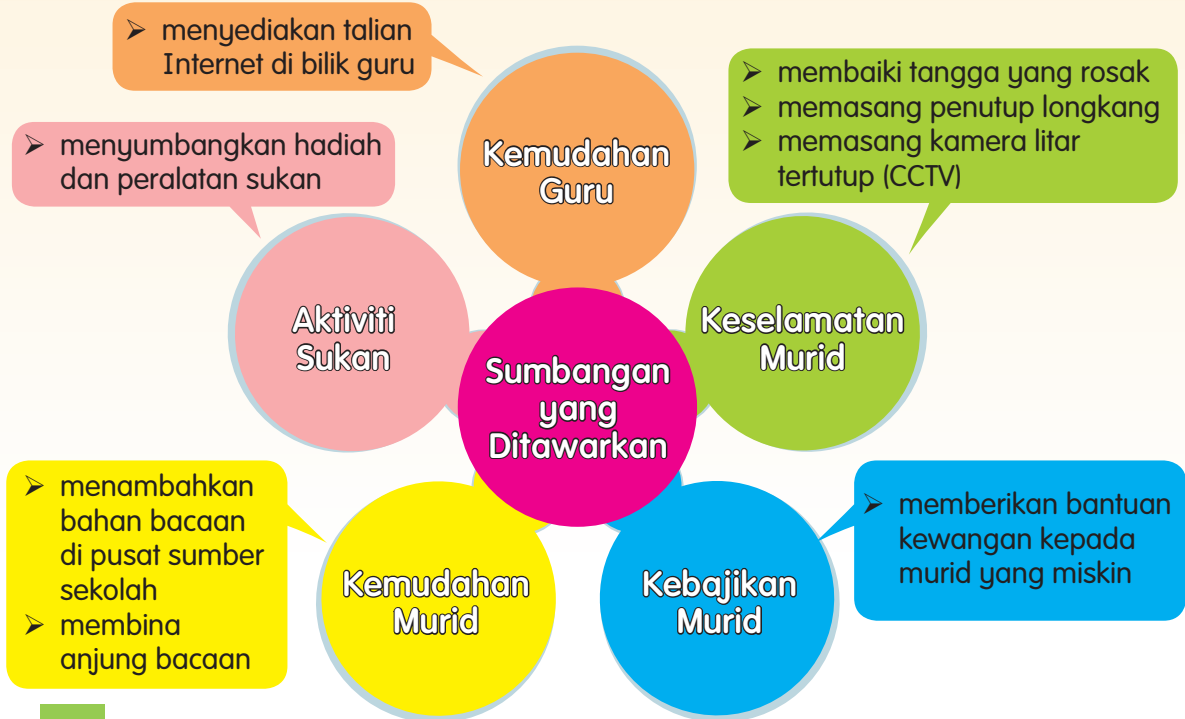 ➢ menyediakan talian
Internet di bilik guru
Kemudahan
Guru
➢ membaiki tangga yang rosak
➢ memasang penutup longkang
➢ memasang kamera litar
tertutup (CCTV)
Keselamatan
Murid
➢ menyumbangkan hadiah
dan peralatan sukan
Aktiviti
Sukan
Sumbangan
yang
Ditawarkan
➢ menambahkan
bahan bacaan
di pusat sumber
sekolah
➢ membina
anjung bacaan
Kemudahan
Murid
Kebajikan
Murid
➢ memberikan bantuan
kewangan kepada
murid yang miskin